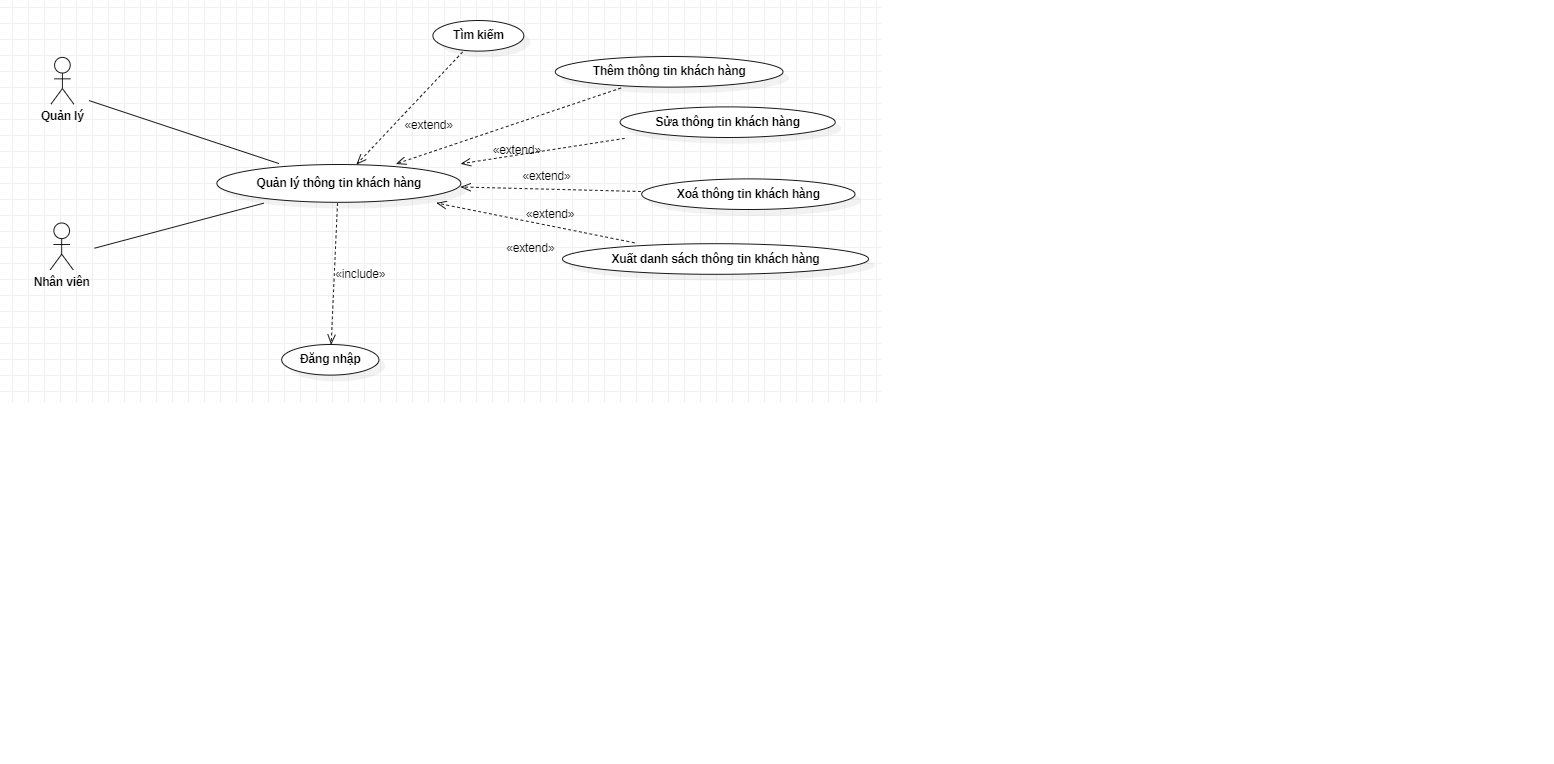 Tìm kiếm
Thêm thông tin khách hàng
Quản lý
Sửa thông tin khách hàng
«extend»
«extend»
«extend»
Quản lý thông tin khách hàng
Xoá thông tin khách hàng
«extend»
«extend»
Xuất danh sách thông tin khách hàng
Nhân viên
«include»
Đăng nhập